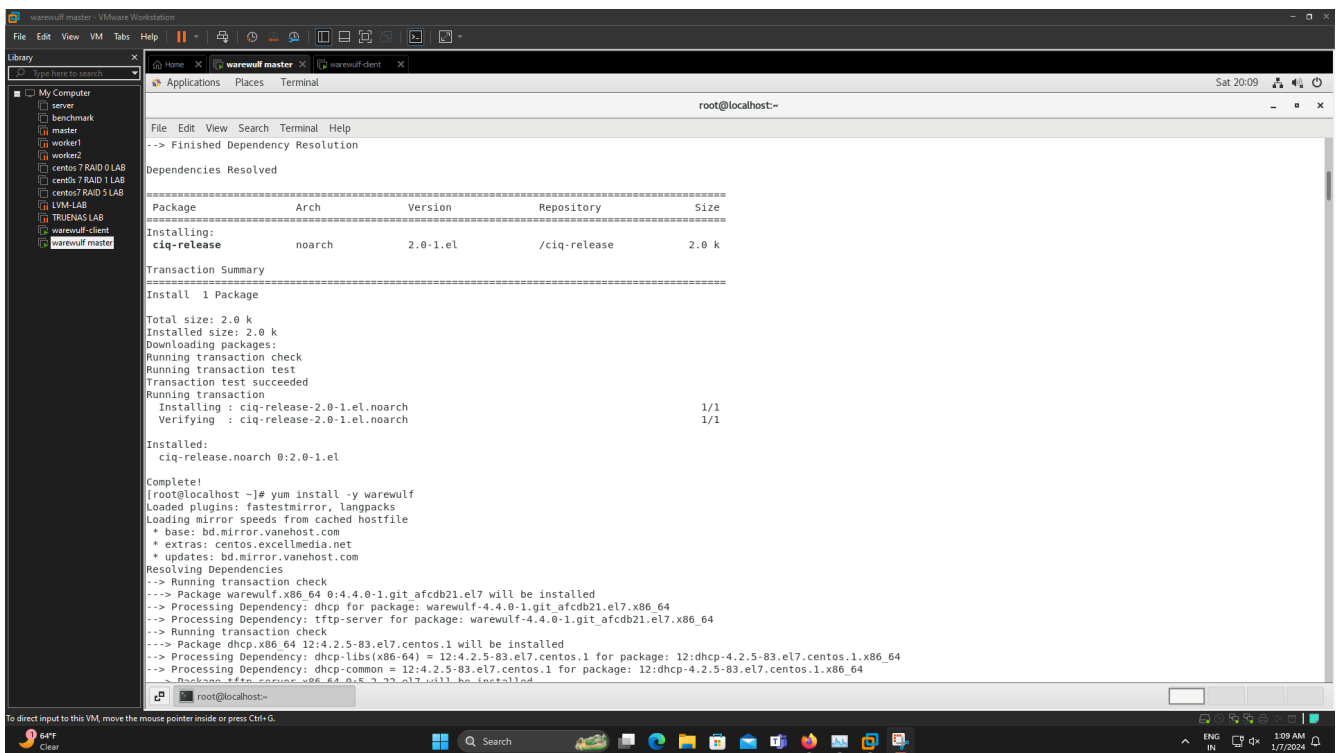 warewulf master - VMware Workstation
File Edit View VM Tabs Help
Library
Type here to search
My Computer
server
benchmark
master
worker1
worker2
centos 7 RAID 0 LAB
cent0s 7 RAID 1 LAB
centos7 RAID 5 LAB
LVM-LAB
TRUENAS LAB
warewulf-client
warewulf master
Home warewulf master warewulf-client
Applications Places Terminal Sat 20:09
root@localhost:~
File Edit View Search Terminal Help
--> Finished Dependency Resolution
Dependencies Resolved
================================================================================
Package Arch Version Repository Size
================================================================================
Installing:
ciq-release noarch 2.0-1.el /ciq-release 2.0 k
Transaction Summary
================================================================================
Install 1 Package
Total size: 2.0 k
Installed size: 2.0 k
Downloading packages:
Running transaction check
Running transaction test
Transaction test succeeded
Running transaction
Installing : ciq-release-2.0-1.el.noarch 1/1
Verifying : ciq-release-2.0-1.el.noarch 1/1
Installed:
ciq-release.noarch 0:2.0-1.el
Complete!
[root@localhost ~]# yum install -y warewulf
Loaded plugins: fastestmirror, langpacks
Loading mirror speeds from cached hostfile
* base: bd.mirror.vanehost.com
* extras: centos.excellmedia.net
* updates: bd.mirror.vanehost.com
Resolving Dependencies
--> Running transaction check
---> Package warewulf.x86_64 0:4.4.0-1.git_afcdb21.el7 will be installed
--> Processing Dependency: dhcp for package: warewulf-4.4.0-1.git_afcdb21.el7.x86_64
--> Processing Dependency: tftp-server for package: warewulf-4.4.0-1.git_afcdb21.el7.x86_64
--> Running transaction check
---> Package dhcp.x86_64 12:4.2.5-83.el7.centos.1 will be installed
--> Processing Dependency: dhcp-libs(x86-64) = 12:4.2.5-83.el7.centos.1 for package: 12:dhcp-4.2.5-83.el7.centos.1.x86_64
--> Processing Dependency: dhcp-common = 12:4.2.5-83.el7.centos.1 for package: 12:dhcp-4.2.5-83.el7.centos.1.x86_64
---> Package tftp-server.x86_64 0:5.2-22.el7 will be installed
root@localhost:~
To direct input to this VM, move the mouse pointer inside or press Ctrl+G.
1
64°F
Clear
Search
ENG
IN
1:09 AM
1/7/2024